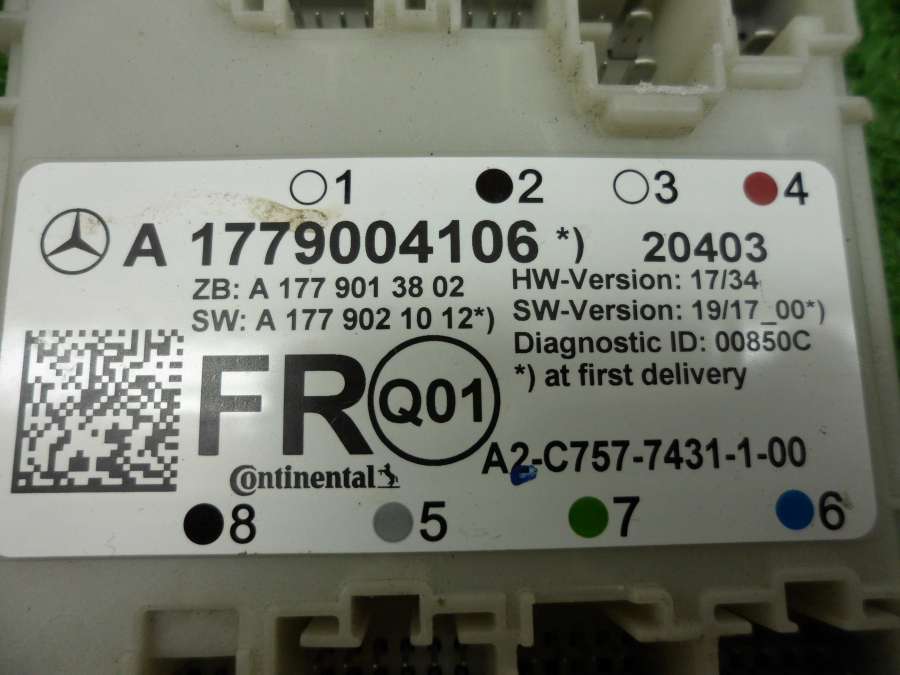 1 2 3 4
A 1779004106 *) 20403
ZB: A 177 901 3 8 02 HW-Version: 17/34
SW: A 177 902 10 12*) SW-Version: 19/17_00*)
Diagnostic ID: 00850C
*) at first delivery
FR Q01
A2-C757-7431-1-00
Continental
8 5 7 6